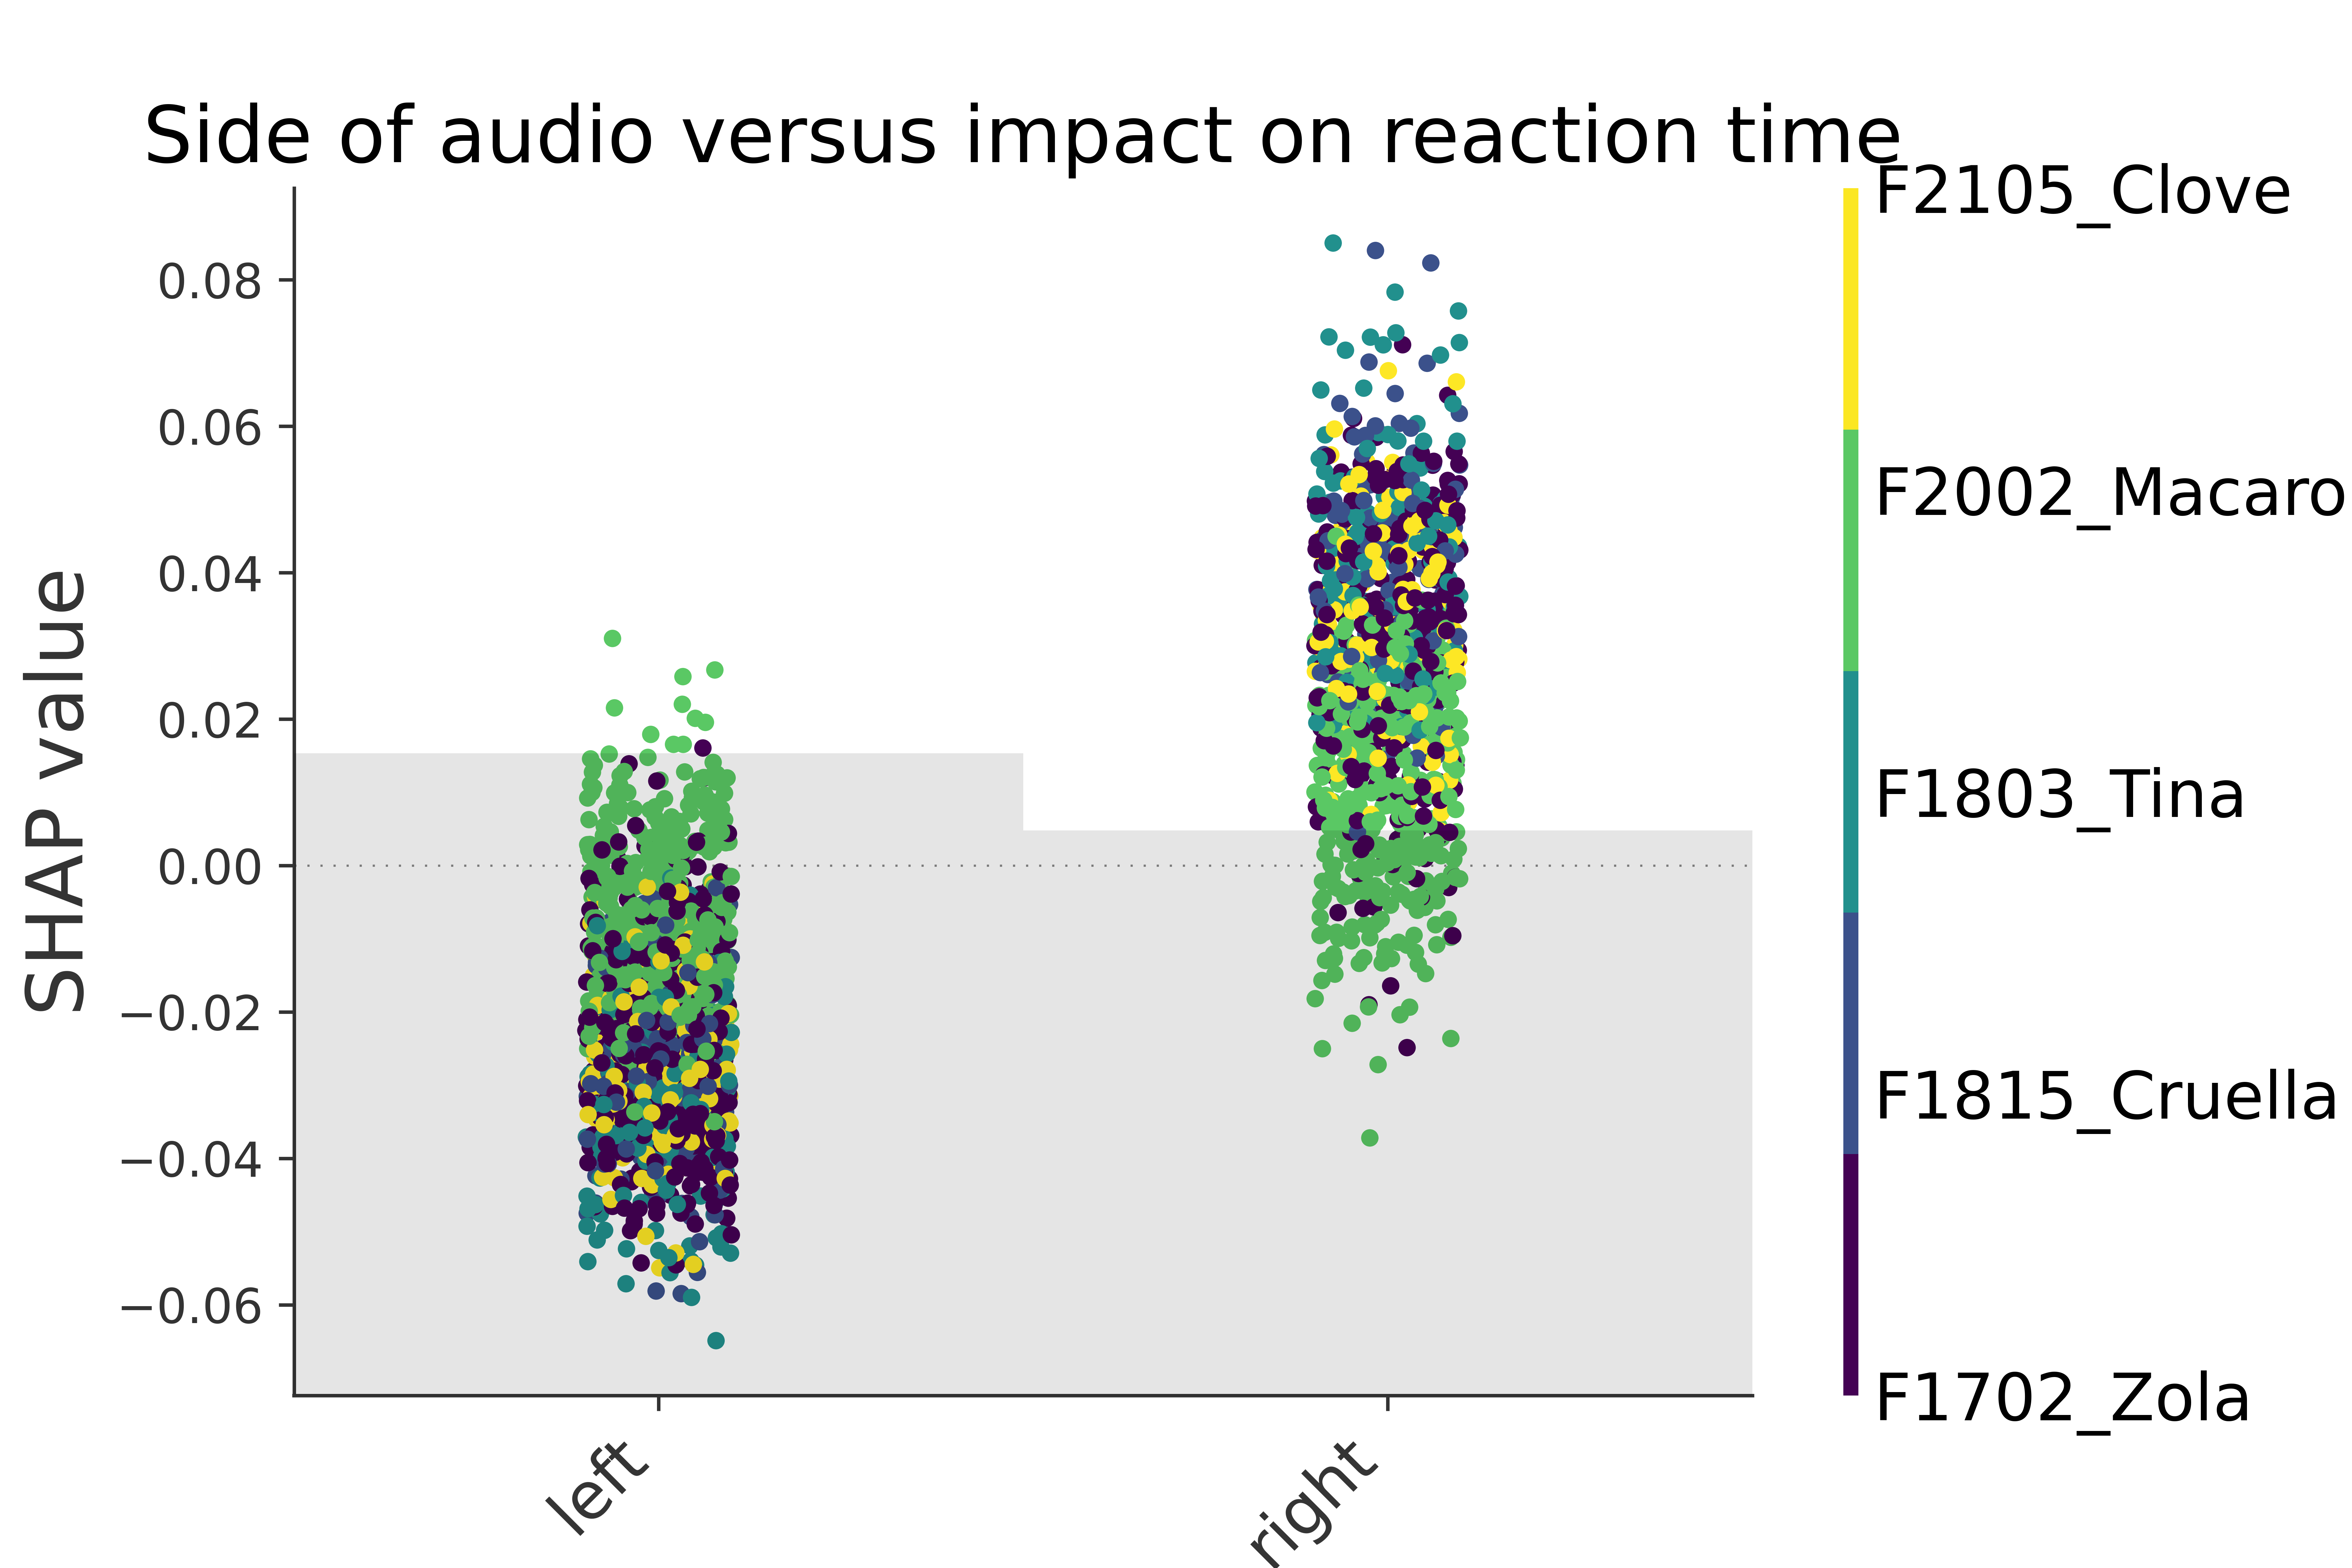 Side of audio versus impact on reaction time
SHAP value
0.08
0.06
0.04
0.02
0.00
−0.02
−0.04
−0.06
left
right
F2105_Clove
F2002_Macaro
F1803_Tina
F1815_Cruella
F1702_Zola